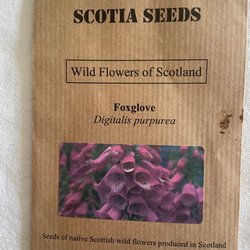 SCOTIA SEEDS
Wild Flowers of Scotland
Foxglove
Digitalis purpurea
Seeds of native Scottish wild flowers produced in Scotland